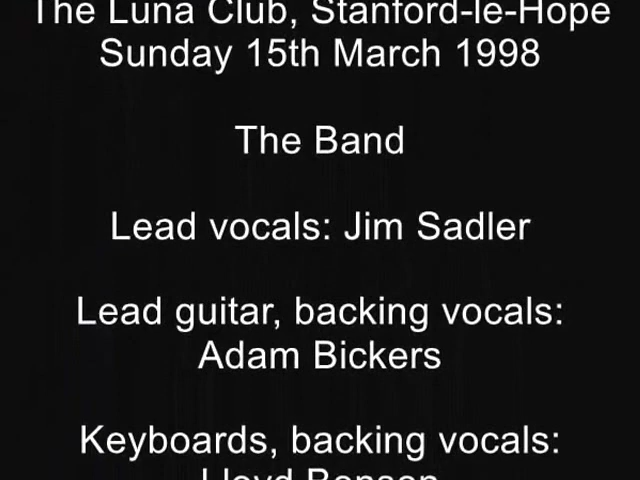 The Luna Club, Stanford-le-Hope
Sunday 15th March 1998
The Band
Lead vocals: Jim Sadler
Lead guitar, backing vocals:
Adam Bickers
Keyboards, backing vocals:
Lloyd